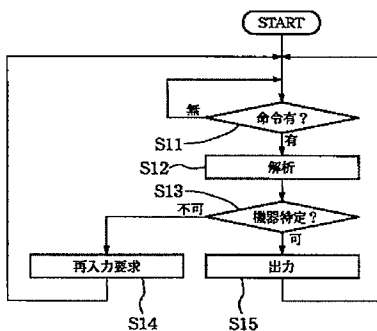 START
命令有?
無
有
S11
S12
解析
S13
機器特定?
不可
可
再入力要求
出力
S14
S15